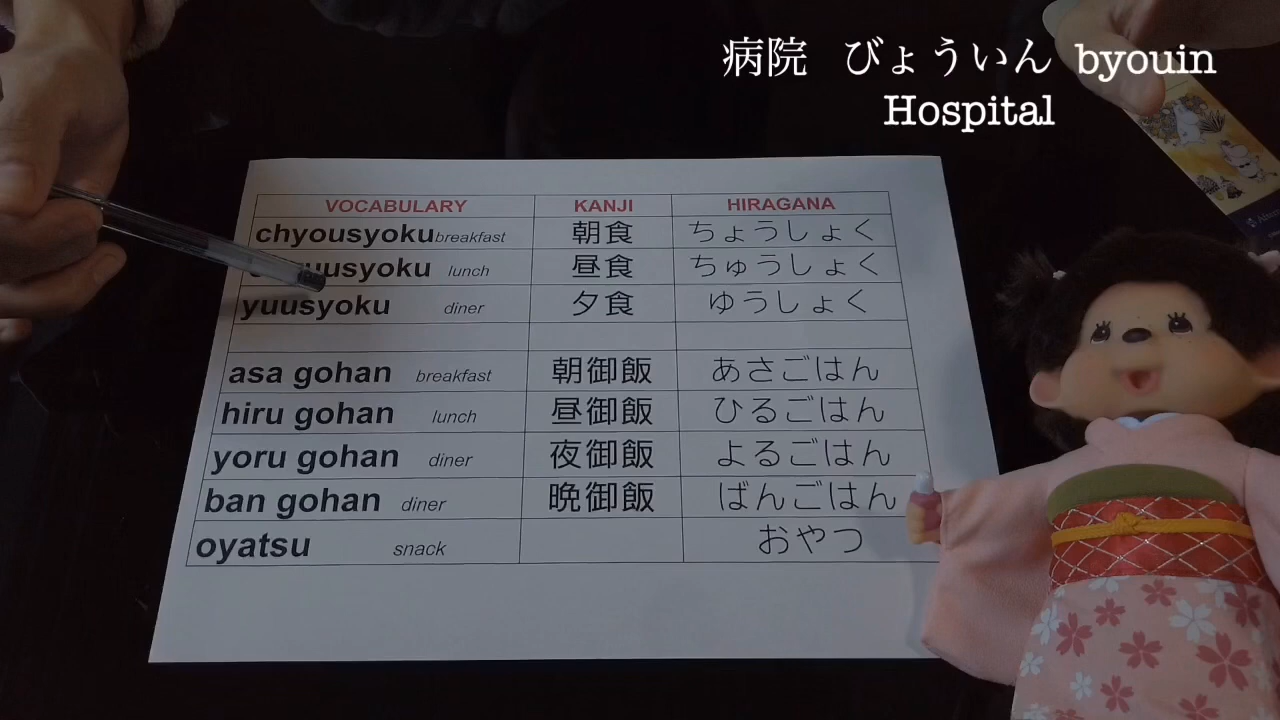 病院 びょういん byouin
Hospital
VOCABULARY KANJI HIRAGANA
chyousyoku breakfast 朝食 ちょうしょく
uusyoku lunch 昼食 ちゅうしょく
yuusyoku diner 夕食 ゆうしょく
asa gohan breakfast 朝御飯 あさごはん
hiru gohan lunch 昼御飯 ひるごはん
yoru gohan diner 夜御飯 よるごはん
ban gohan diner 晩御飯 ばんごはん
oyatsu snack おやつ